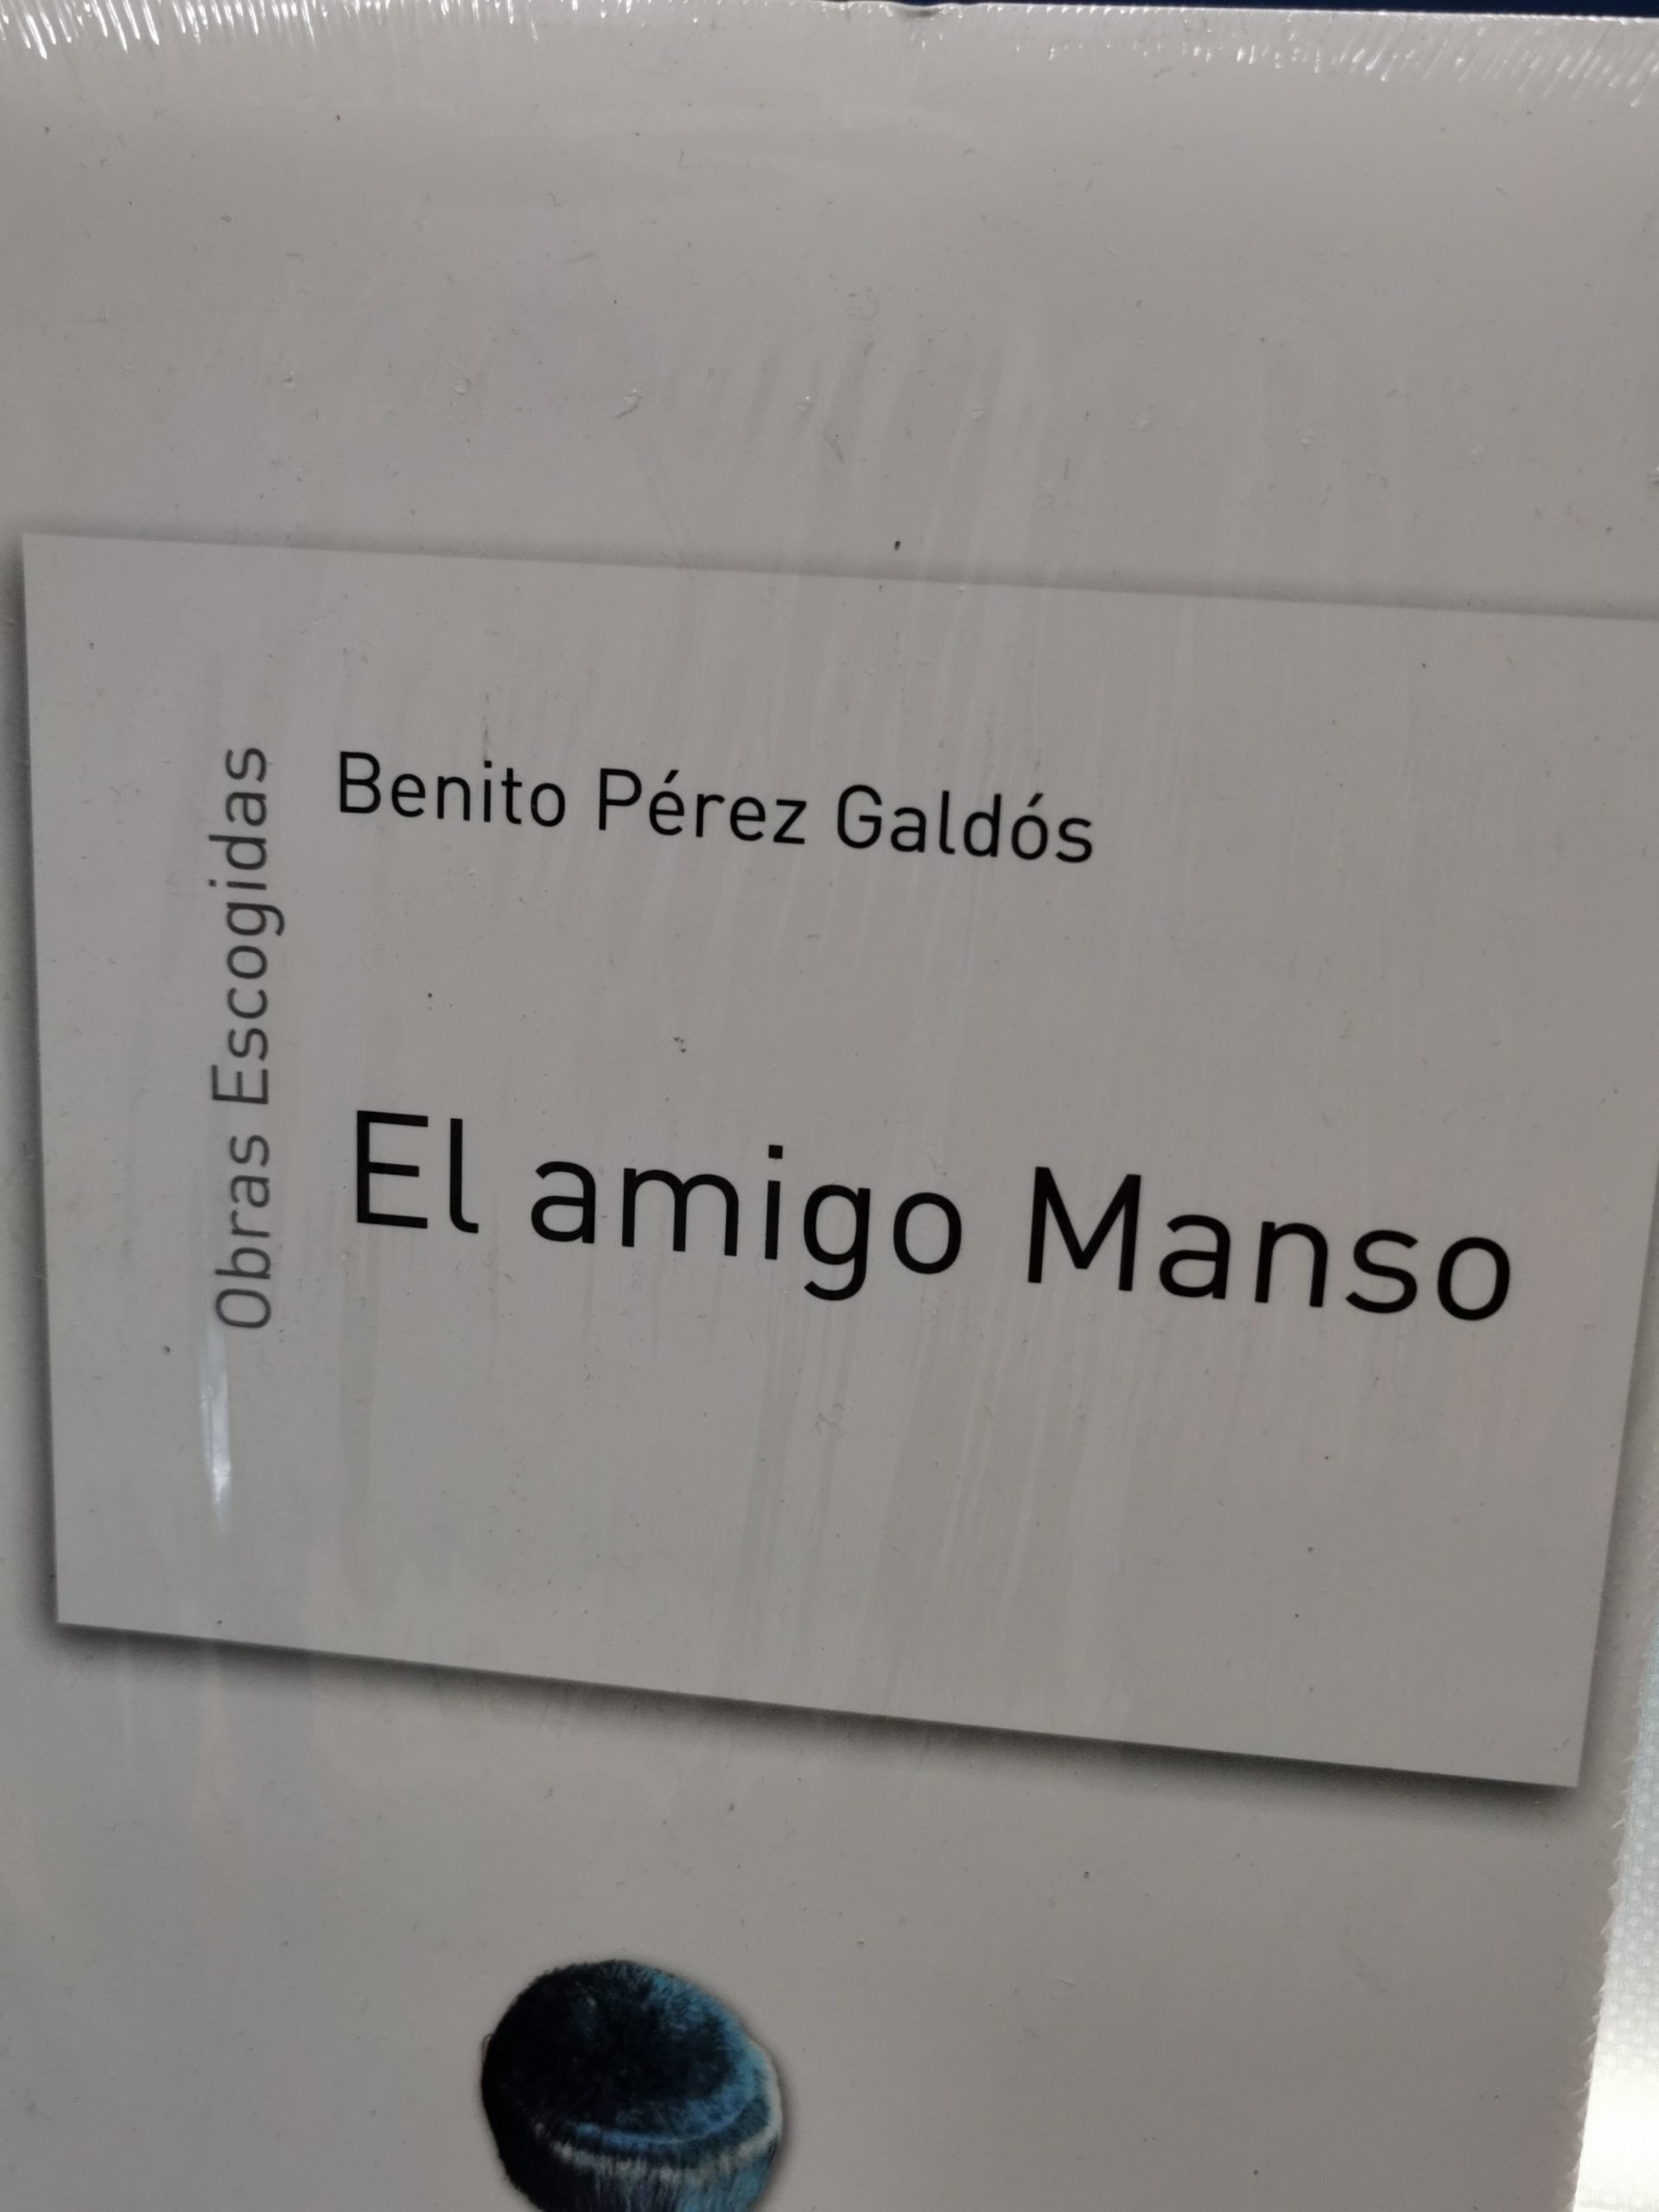 Benito Pérez Galdós
El amigo Manso
Obras Escogidas